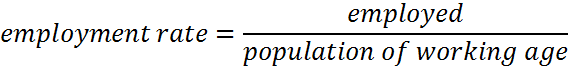 employment rate = employed / population of working age